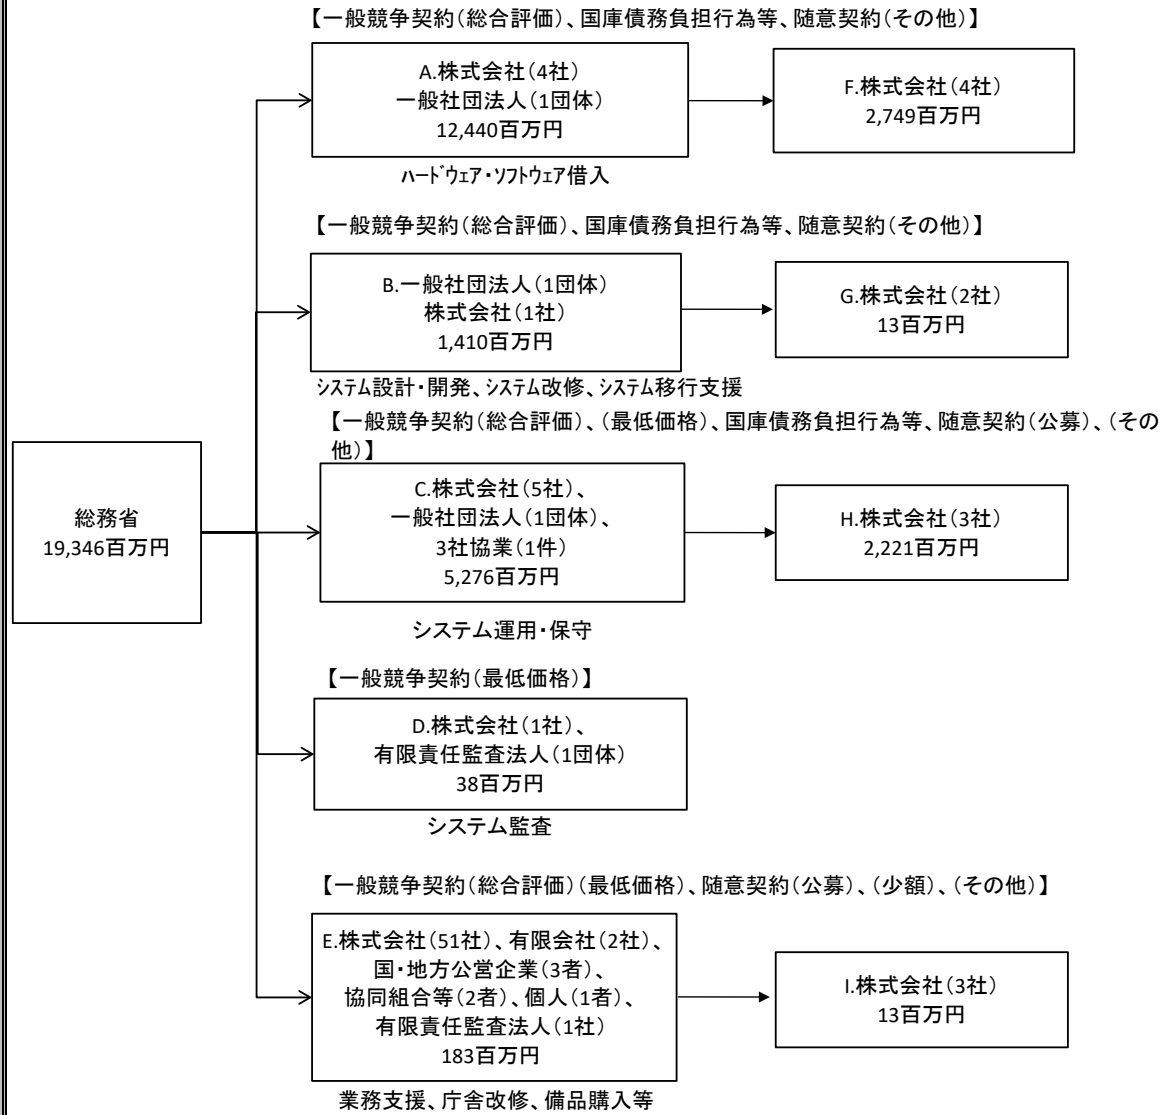 【一般競争契約(総合評価)、国庫債務負担行為等、随意契約(その他)】
A.株式会社(4社)
一般社団法人(1団体)
12,440百万円
F.株式会社(4社)
2,749百万円
ﾊｰﾄﾞｳｪｱ・ｿﾌﾄｳｪｱ借入
【一般競争契約(総合評価)、国庫債務負担行為等、随意契約(その他)】
B.一般社団法人(1団体)
株式会社(1社)
1,410百万円
G.株式会社(2社)
13百万円
ｼｽﾃﾑ設計・開発、ｼｽﾃﾑ改修、ｼｽﾃﾑ移行支援
【一般競争契約(総合評価)、(最低価格)、国庫債務負担行為等、随意契約(公募)、(その
他)】
総務省
19,346百万円
C.株式会社(5社)、
一般社団法人(1団体)、
3社協業(1件)
5,276百万円
H.株式会社(3社)
2,221百万円
システム運用・保守
【一般競争契約(最低価格)】
D.株式会社(1社)、
有限責任監査法人(1団体)
38百万円
システム監査
【一般競争契約(総合評価)(最低価格)、随意契約(公募)、(少額)、(その他)】
E.株式会社(51社)、有限会社(2社)、
国・地方公営企業(3者)、
協同組合等(2者)、個人(1者)、
有限責任監査法人(1社)
183百万円
I.株式会社(3社)
13百万円
業務支援、庁舎改修、備品購入等